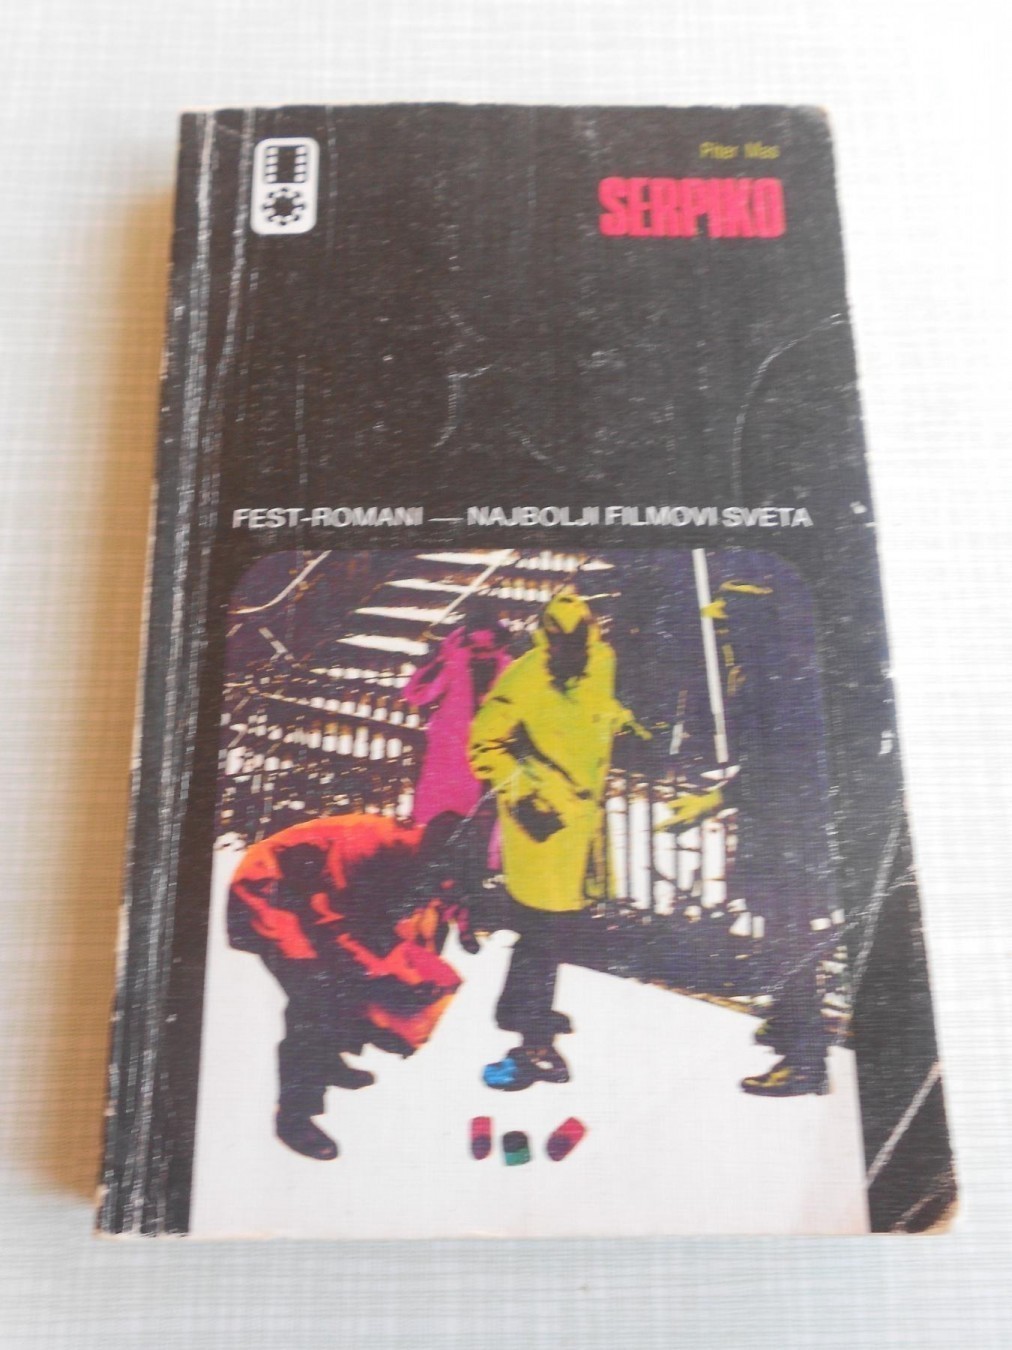 Piter Mas
SERPIKO
FEST-ROMANI — NAJBOLJI FILMOVI SVETA